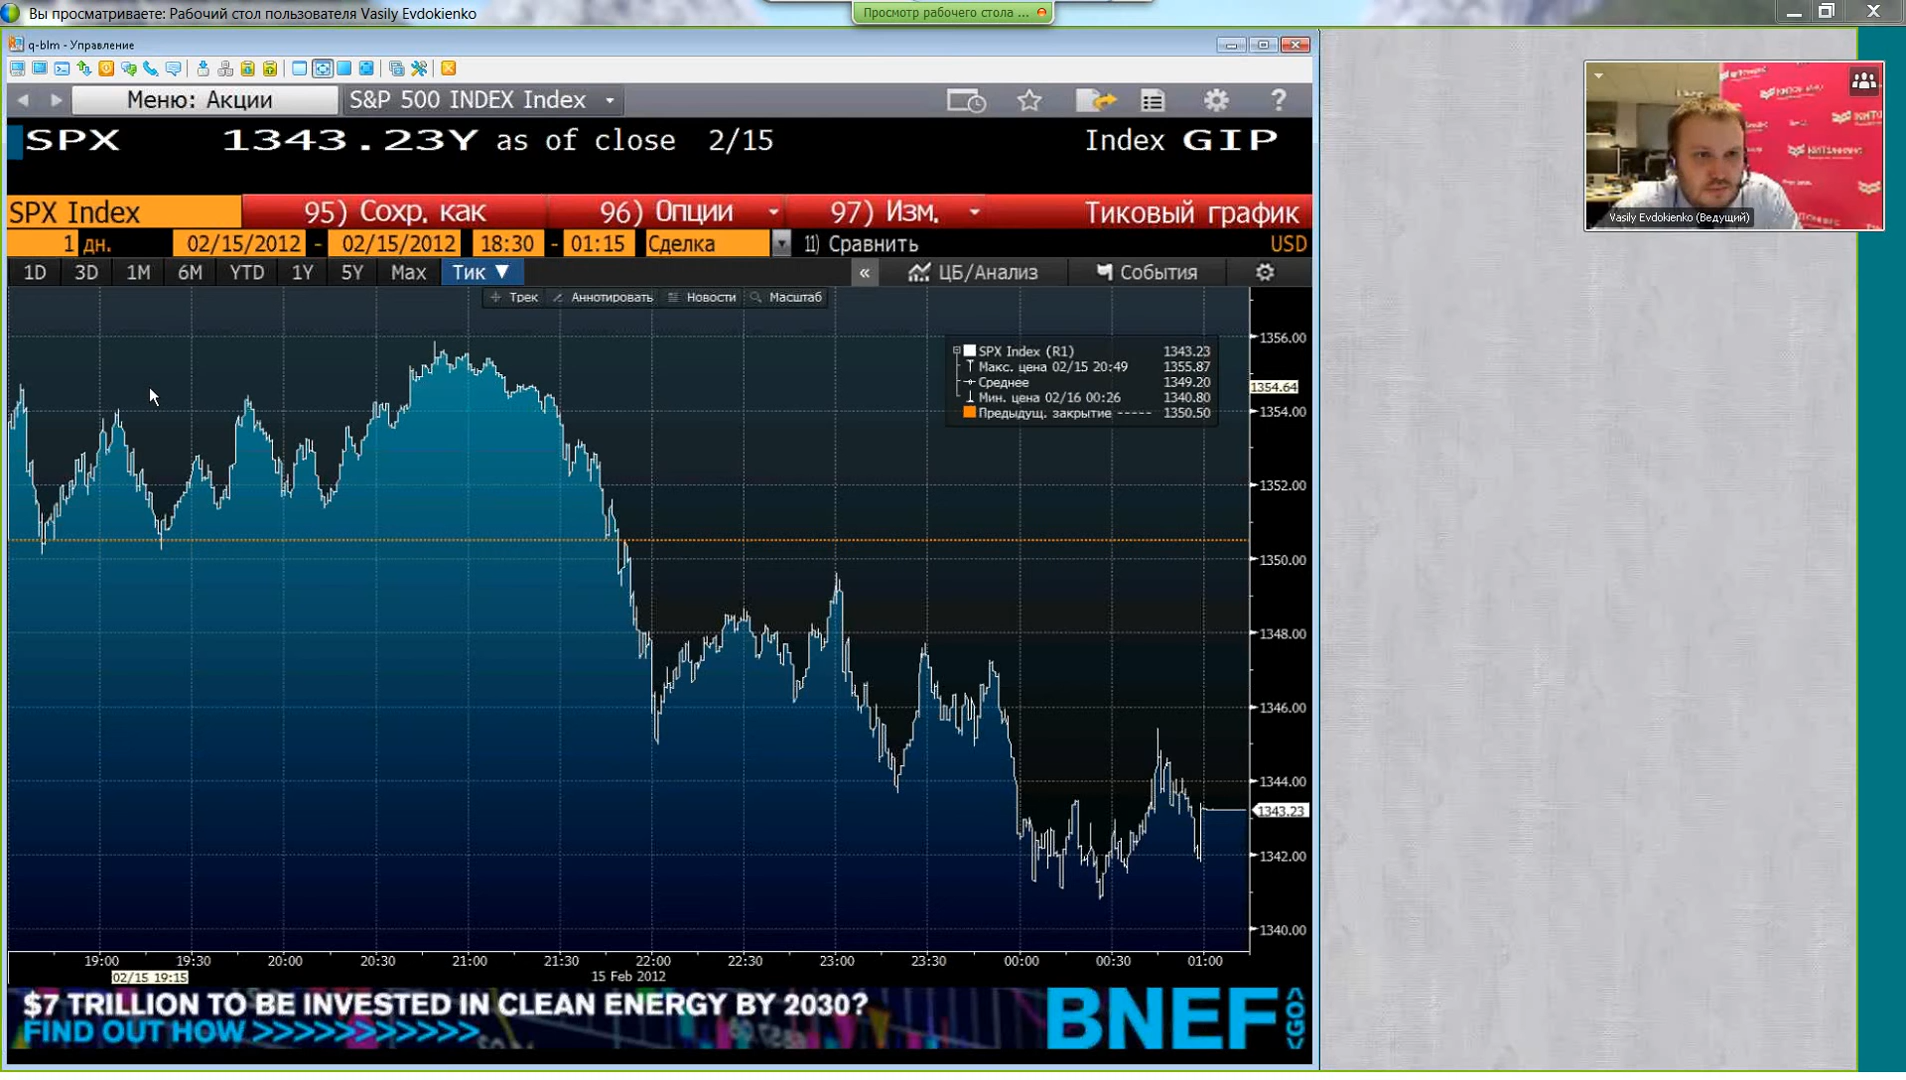 Вы просматриваете: Рабочий стол пользователя Vasily Evdokienko
Просмотр рабочего стола ...
q-blm - Управление
Меню: Акции
S&P 500 INDEX Index
SPX 1343.23Y as of close 2/15
Index GIP
SPX Index
95) Сохр. как
96) Опции
97) Изм.
Тиковый график
1 дн.
02/15/2012 - 02/15/2012
18:30 - 01:15
Сделка
11) Сравнить
USD
1D 3D 1M 6M YTD 1Y 5Y Max Тик ▼
« ЦБ/Анализ
События
Трек
Аннотировать
Новости
Масштаб
SPX Index (R1) 1343.23
Макс. цена 02/15 20:49 1355.87
Среднее 1349.20
Мин. цена 02/16 00:26 1340.80
Предыдущ. закрытие ----- 1350.50
1356.00
1354.64
1354.00
1352.00
1350.00
1348.00
1346.00
1344.00
1343.23
1342.00
1340.00
19:00 19:30 20:00 20:30 21:00 21:30 22:00 22:30 23:00 23:30 00:00 00:30 01:00
02/15 19:15
15 Feb 2012
$7 TRILLION TO BE INVESTED IN CLEAN ENERGY BY 2030?
FIND OUT HOW >>>>>>>>>>>
BNEF
Vasily Evdokienko (Ведущий)